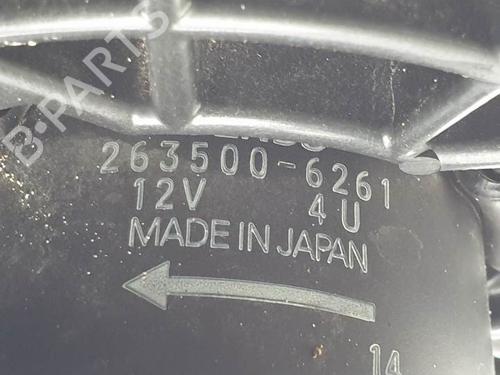 B-PARTS
263500-6261
12V 4U
MADE IN JAPAN
14